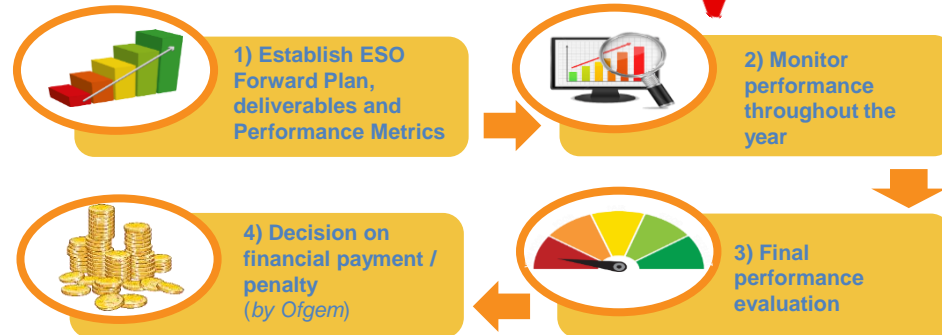 1) Establish ESO
Forward Plan,
deliverables and
Performance Metrics
2) Monitor
performance
throughout the
year
3) Final
performance
evaluation
4) Decision on
financial payment /
penalty
(by Ofgem)